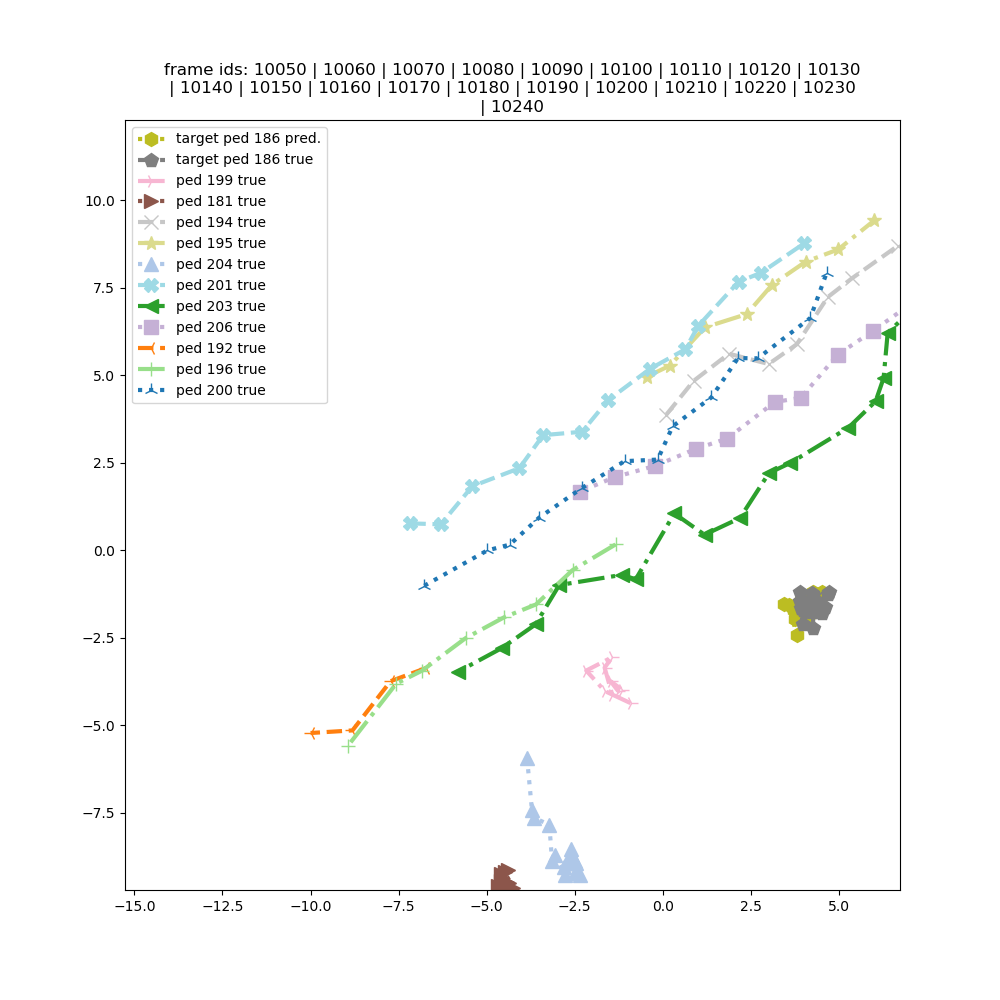 frame ids: 10050 | 10060 | 10070 | 10080 | 10090 | 10100 | 10110 | 10120 | 10130
| 10140 | 10150 | 10160 | 10170 | 10180 | 10190 | 10200 | 10210 | 10220 | 10230
| 10240
target ped 186 pred.
target ped 186 true
ped 199 true
ped 181 true
ped 194 true
ped 195 true
ped 204 true
ped 201 true
ped 203 true
ped 206 true
ped 192 true
ped 196 true
ped 200 true
10.0
7.5
5.0
2.5
0.0
−2.5
−5.0
−7.5
−15.0 −12.5 −10.0 −7.5 −5.0 −2.5 0.0 2.5 5.0